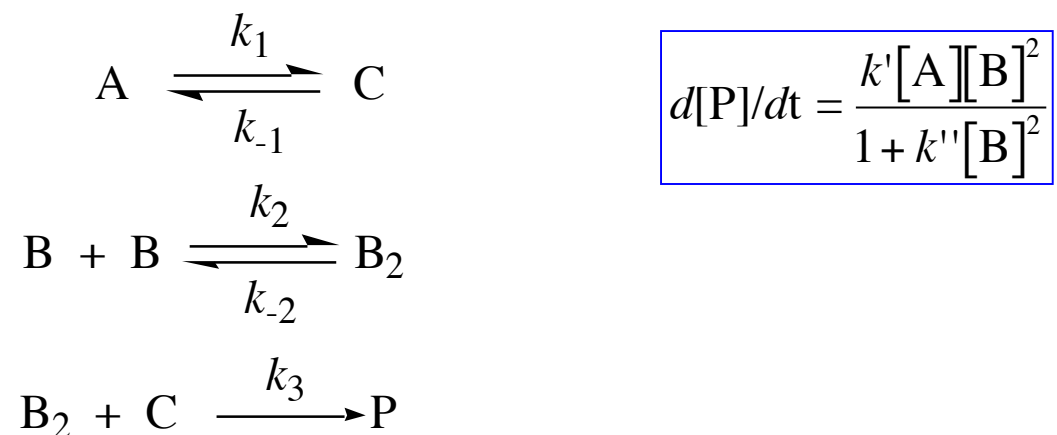 k1
A ⇌ C
k-1
d[P]/dt = k'[A][B]²
1 + k''[B]²
k2
B + B ⇌ B2
k-2
k3
B2 + C → P